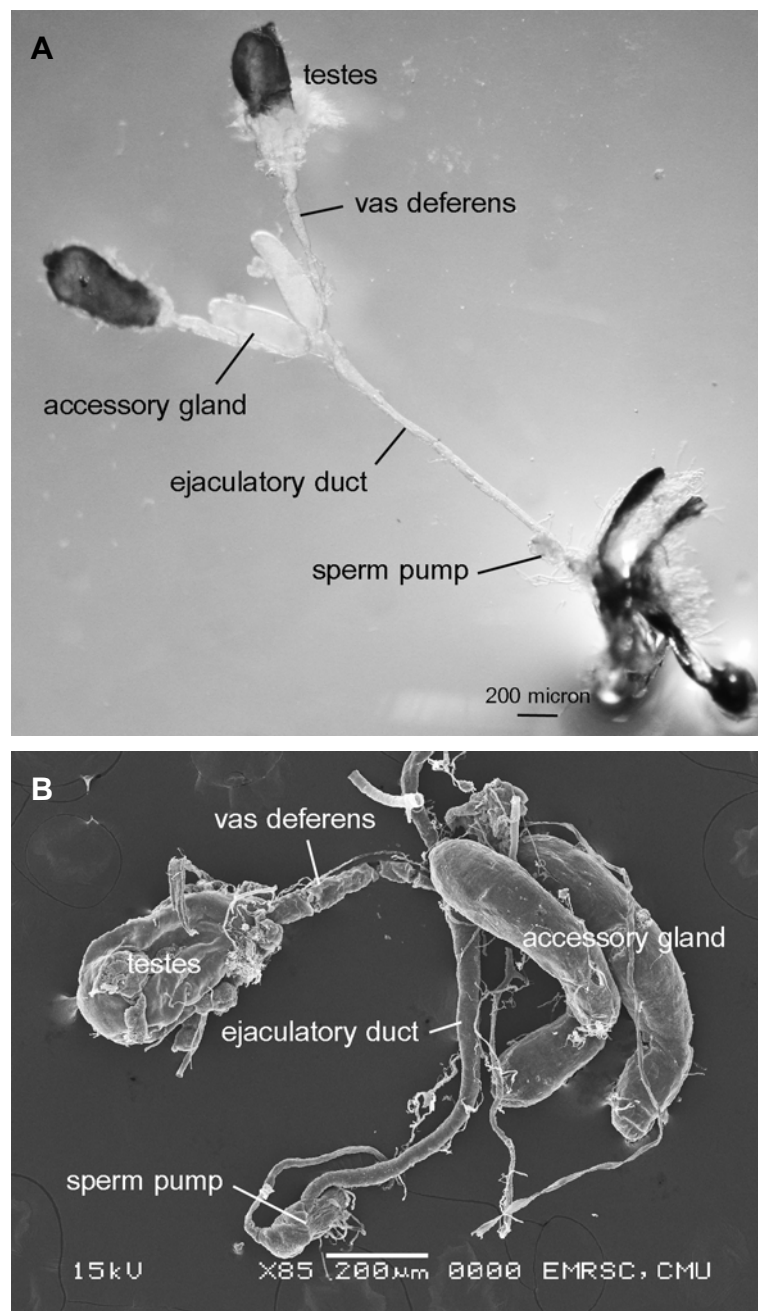 A
testes
vas deferens
accessory gland
ejaculatory duct
sperm pump
200 micron
B
vas deferens
accessory gland
testes
ejaculatory duct
sperm pump
15kV X85 200µm 0000 EMRSC, CMU